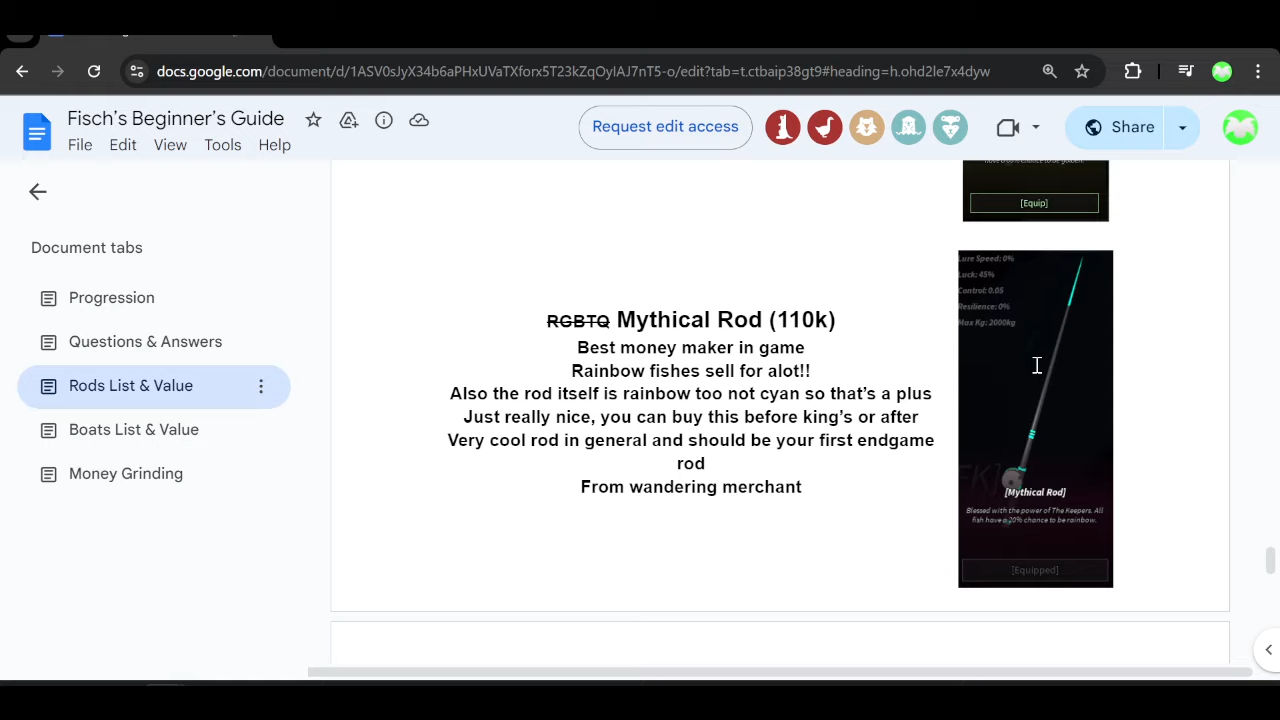 docs.google.com/document/d/1ASV0sJyX34b6aPHxUVaTXforx5T23kZqOylAJ7nT5-o/edit?tab=t.ctbaip38gt9#heading=h.ohd2le7x4dyw
Fisch's Beginner's Guide
File Edit View Tools Help
Request edit access
Share
Document tabs
Progression
Questions & Answers
Rods List & Value
Boats List & Value
Money Grinding
[Equip]
RGBTQ Mythical Rod (110k)
Best money maker in game
Rainbow fishes sell for alot!!
Also the rod itself is rainbow too not cyan so that's a plus
Just really nice, you can buy this before king's or after
Very cool rod in general and should be your first endgame
rod
From wandering merchant
Lure Speed: 0%
Luck: 45%
Control: 0.05
Resilience: 0%
Max Kg: 2000kg
[Mythical Rod]
Blessed with the power of The Keepers. All
fish have a 20% chance to be rainbow.
[Equipped]